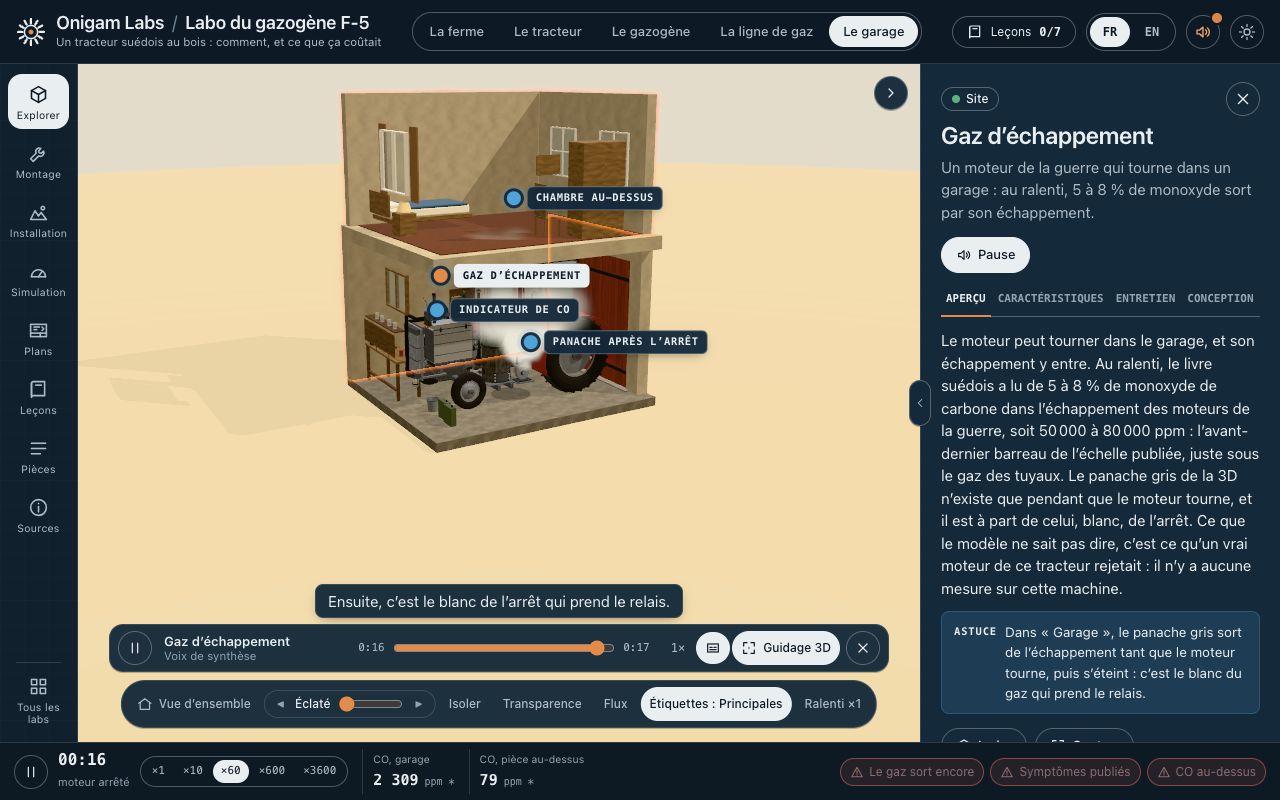 Onigam Labs / Labo du gazogène F-5
Un tracteur suédois au bois : comment, et ce que ça coûtait
La ferme
Le tracteur
Le gazogène
La ligne de gaz
Le garage
Leçons 0/7
FR
EN
Explorer
Montage
Installation
Simulation
Plans
Leçons
Pièces
Sources
Tous les
labs
CHAMBRE AU-DESSUS
GAZ D'ÉCHAPPEMENT
INDICATEUR DE CO
PANACHE APRÈS L'ARRÊT
Site
Gaz d'échappement
Un moteur de la guerre qui tourne dans un
garage : au ralenti, 5 à 8 % de monoxyde sort
par son échappement.
Pause
APERÇU
CARACTÉRISTIQUES
ENTRETIEN
CONCEPTION
Le moteur peut tourner dans le garage, et son
échappement y entre. Au ralenti, le livre
suédois a lu de 5 à 8 % de monoxyde de
carbone dans l'échappement des moteurs de
la guerre, soit 50 000 à 80 000 ppm : l'avant-
dernier barreau de l'échelle publiée, juste sous
le gaz des tuyaux. Le panache gris de la 3D
n'existe que pendant que le moteur tourne, et
il est à part de celui, blanc, de l'arrêt. Ce que
le modèle ne sait pas dire, c'est ce qu'un vrai
moteur de ce tracteur rejetait : il n'y a aucune
mesure sur cette machine.
ASTUCE
Dans « Garage », le panache gris sort
de l'échappement tant que le moteur
tourne, puis s'éteint : c'est le blanc du
gaz qui prend le relais.
Ensuite, c'est le blanc de l'arrêt qui prend le relais.
Gaz d'échappement
Voix de synthèse
0:16
0:17
1×
Guidage 3D
Vue d'ensemble
◄ Éclaté ►
Isoler
Transparence
Flux
Étiquettes : Principales
Ralenti ×1
00:16
moteur arrêté
×1
×10
×60
×600
×3600
CO, garage
2 309 ppm *
CO, pièce au-dessus
79 ppm *
Le gaz sort encore
Symptômes publiés
CO au-dessus